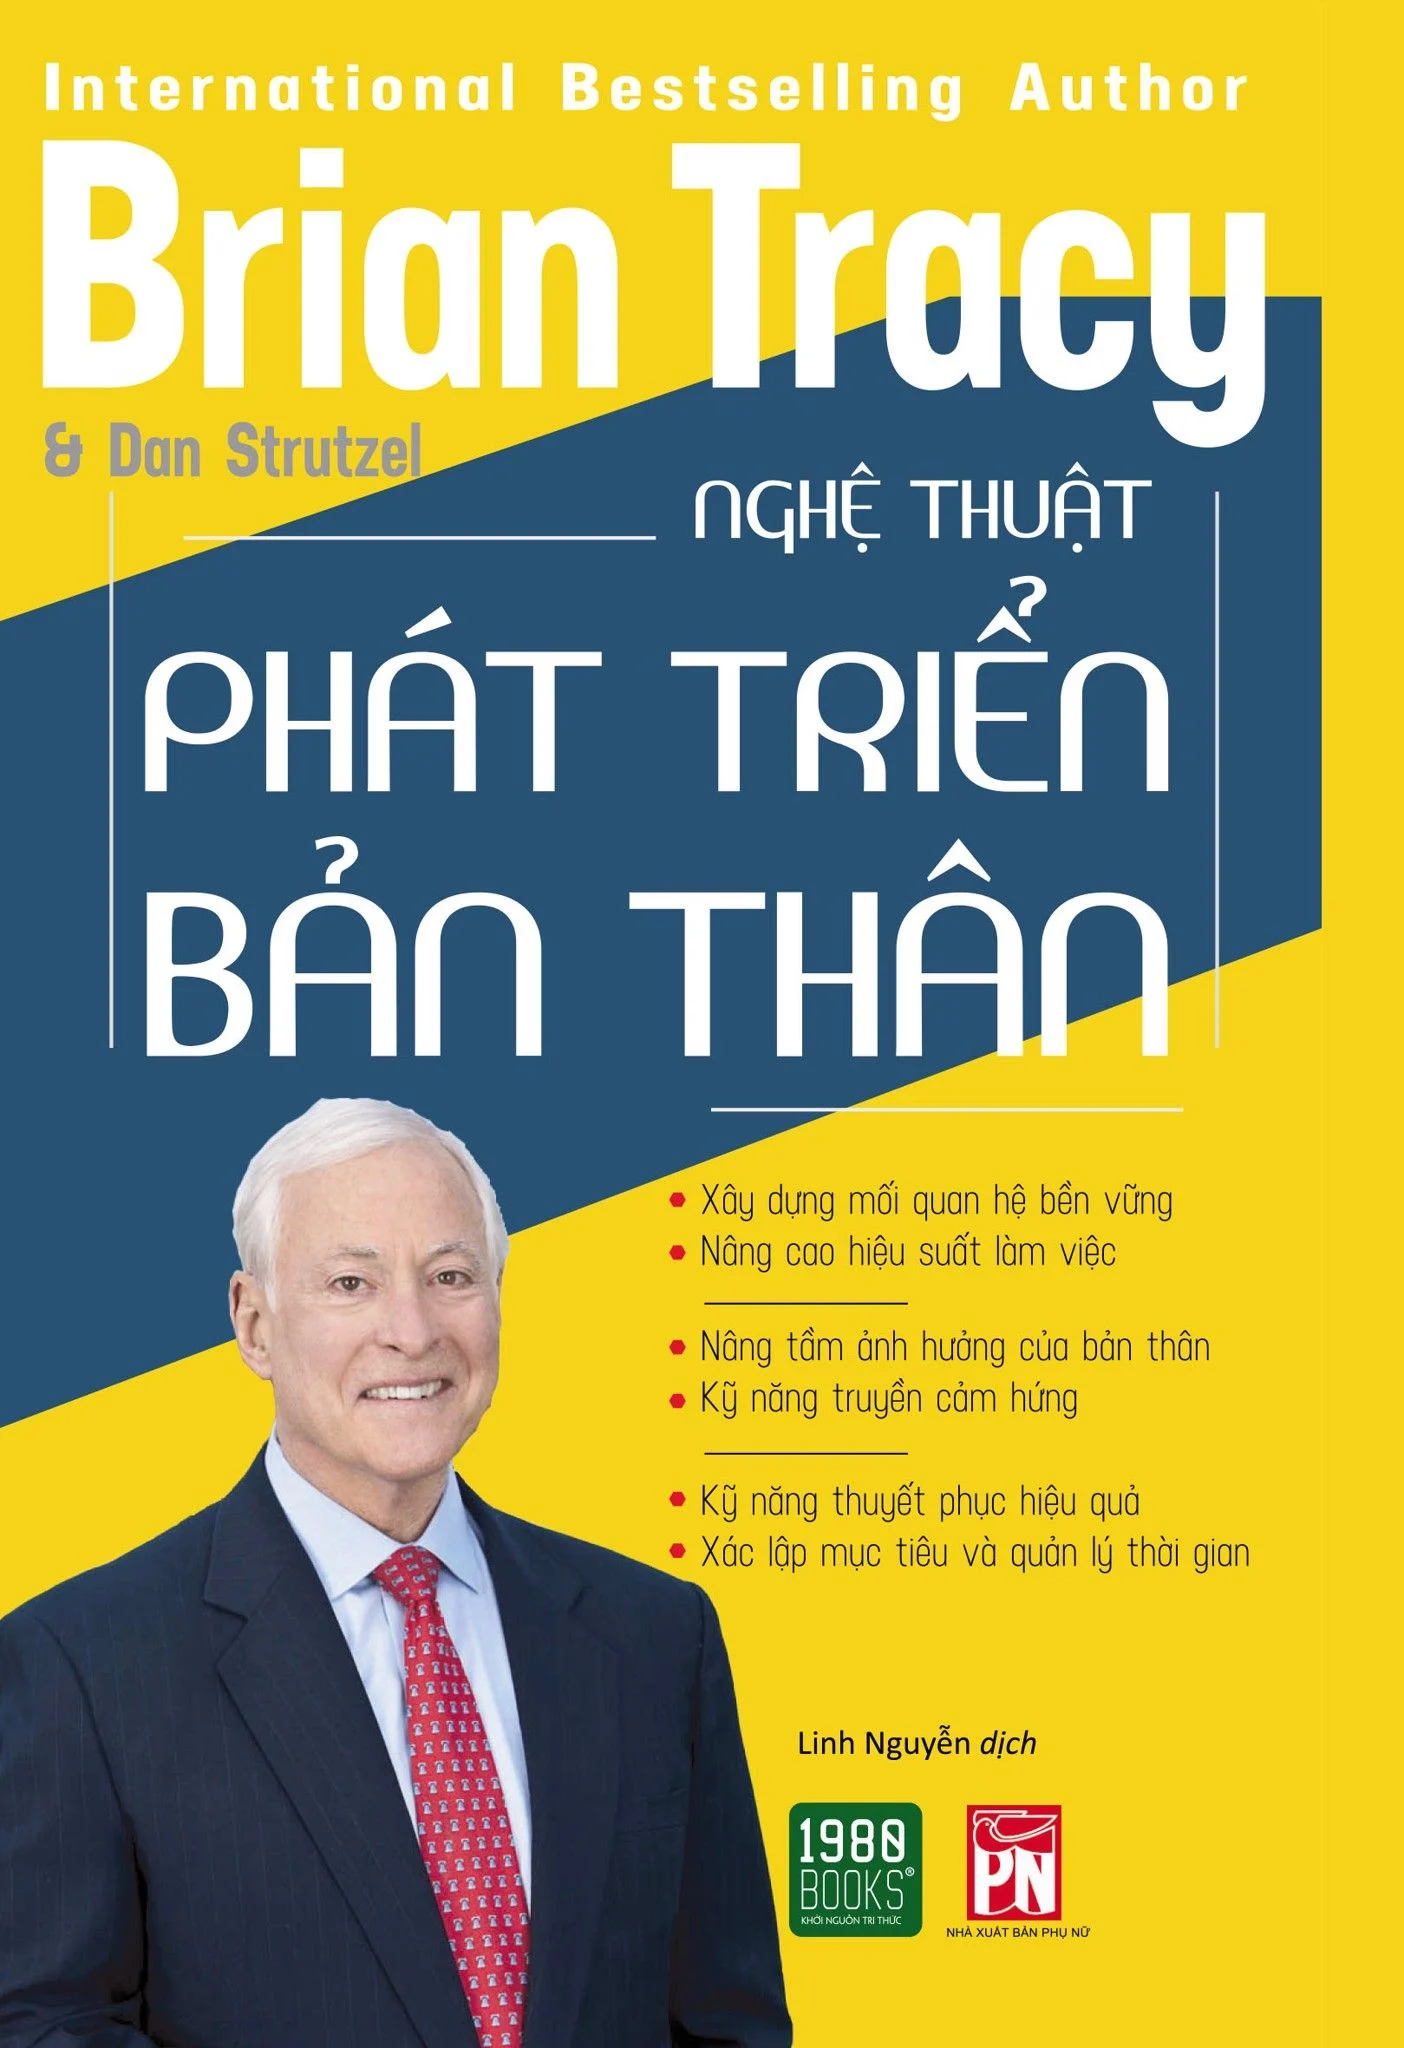 International Bestselling Author
Brian Tracy
& Dan Strutzel
NGHỆ THUẬT
PHÁT TRIỂN
BẢN THÂN
Xây dựng mối quan hệ bền vững
Nâng cao hiệu suất làm việc
Nâng tầm ảnh hưởng của bản thân
Kỹ năng truyền cảm hứng
Kỹ năng thuyết phục hiệu quả
Xác lập mục tiêu và quản lý thời gian
Linh Nguyễn dịch
1980
BOOKS®
KHƠI NGUỒN TRI THỨC
PN
NHÀ XUẤT BẢN PHỤ NỮ